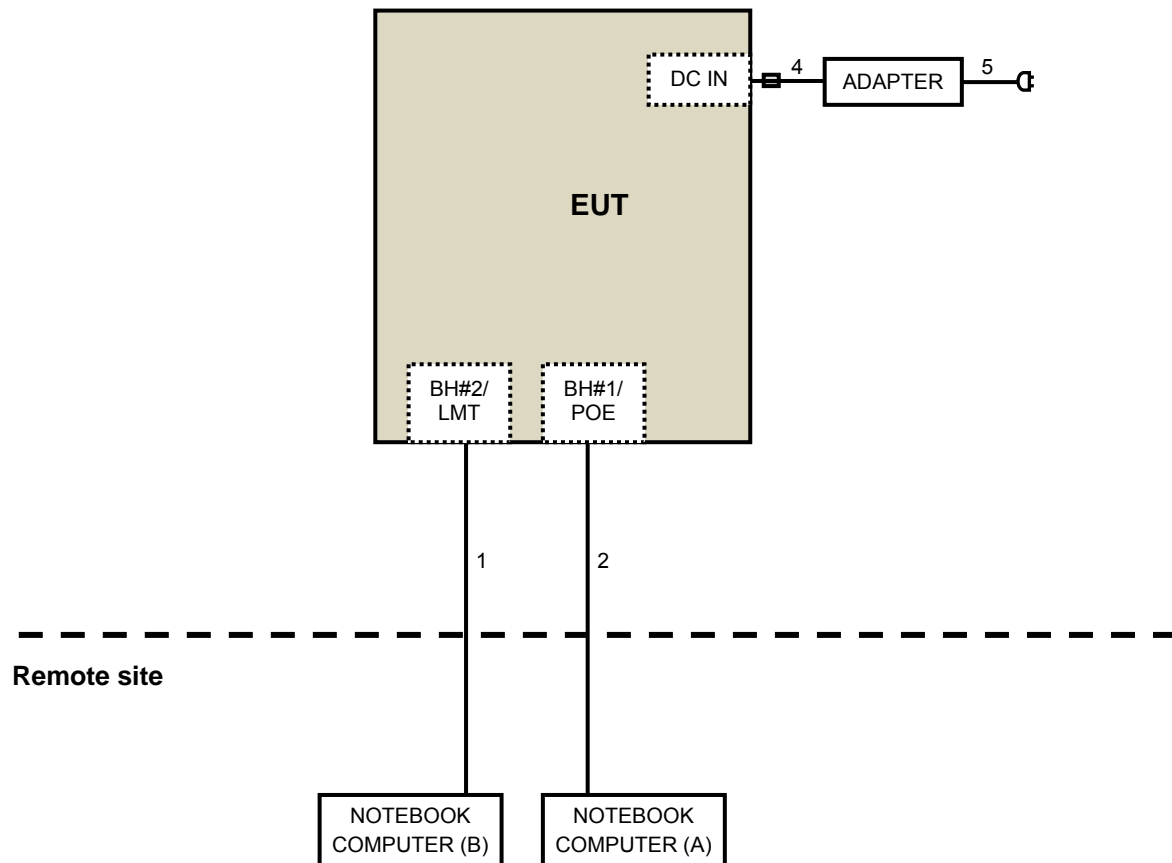 DC IN
4
ADAPTER
5
EUT
BH#2/
LMT
BH#1/
POE
1
2
Remote site
NOTEBOOK
COMPUTER (B)
NOTEBOOK
COMPUTER (A)